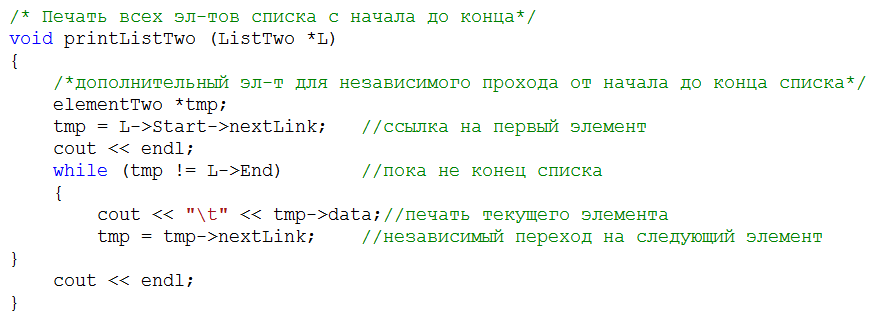 /* Печать всех эл-тов списка с начала до конца*/
void printListTwo (ListTwo *L)
{
    /*дополнительный эл-т для независимого прохода от начала до конца списка*/
    elementTwo *tmp;
    tmp = L->Start->nextLink;   //ссылка на первый элемент
    cout << endl;
    while (tmp != L->End)       //пока не конец списка
    {
        cout << "\t" << tmp->data;//печать текущего элемента
        tmp = tmp->nextLink;    //независимый переход на следующий элемент
}
    cout << endl;
}